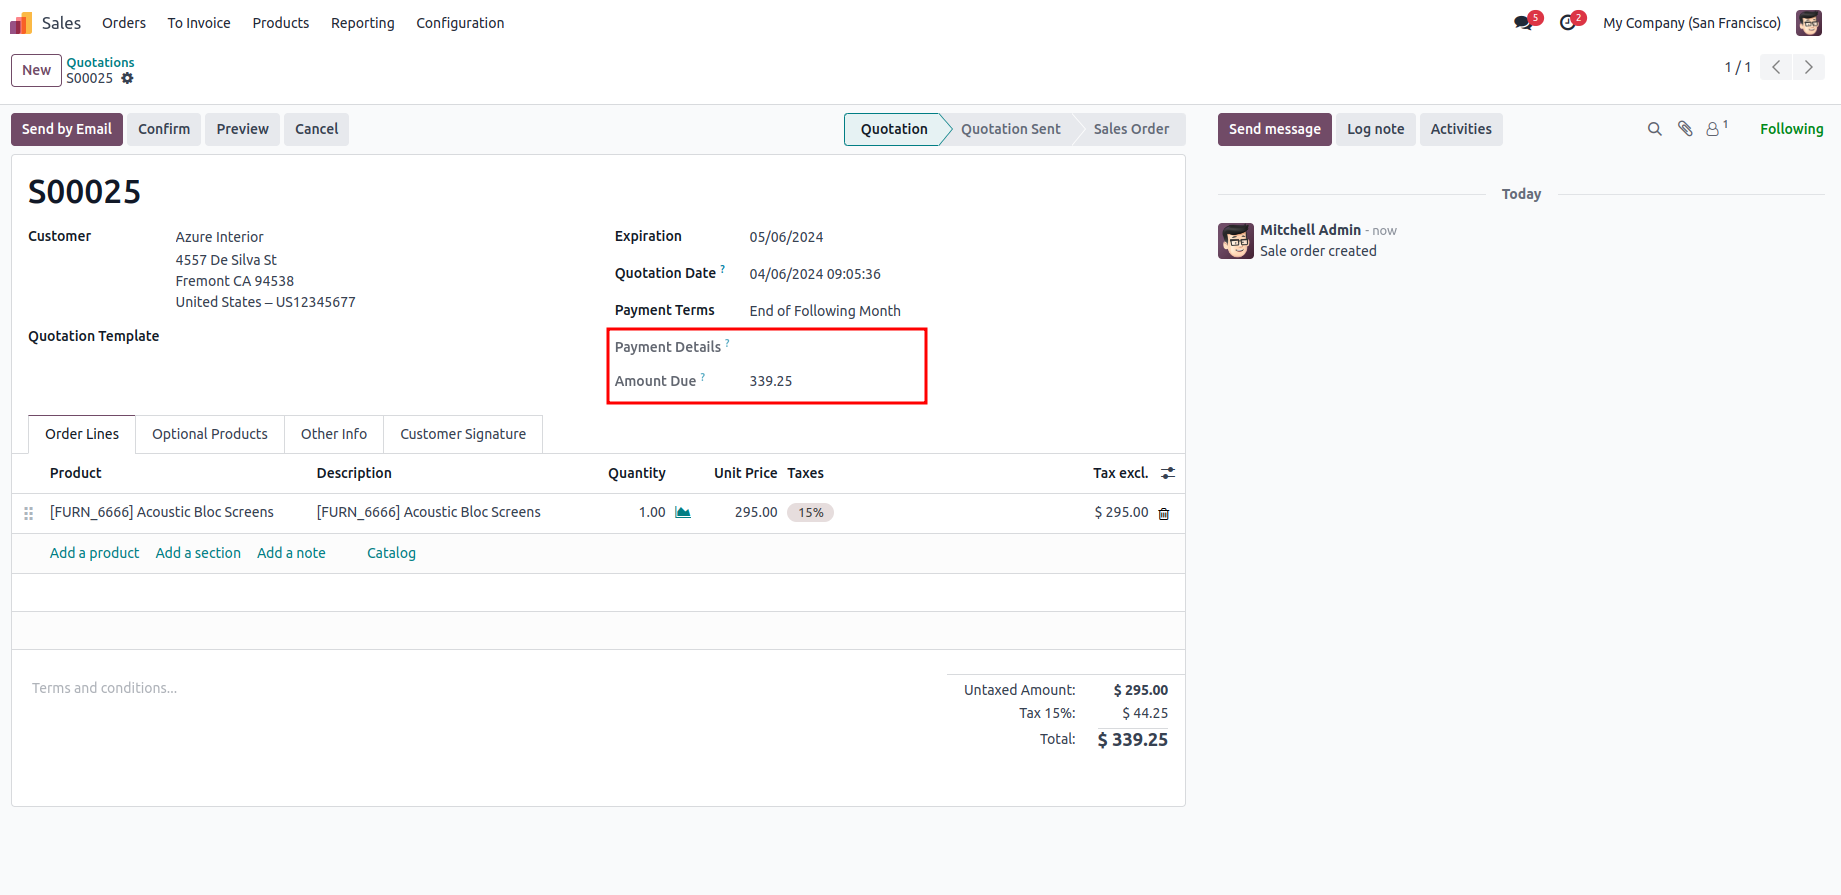 Sales Orders To Invoice Products Reporting Configuration 5 2 My Company (San Francisco)
New Quotations
S00025
1 / 1
Send by Email Confirm Preview Cancel Quotation Quotation Sent Sales Order Send message Log note Activities 1 Following
S00025
Today
Customer Azure Interior
4557 De Silva St
Fremont CA 94538
United States – US12345677
Quotation Template
Expiration 05/06/2024
Quotation Date ? 04/06/2024 09:05:36
Payment Terms End of Following Month
Payment Details ?
Amount Due ? 339.25
Mitchell Admin - now
Sale order created
Order Lines Optional Products Other Info Customer Signature
Product Description Quantity Unit Price Taxes Tax excl.
[FURN_6666] Acoustic Bloc Screens [FURN_6666] Acoustic Bloc Screens 1.00 295.00 15% $ 295.00
Add a product Add a section Add a note Catalog
Terms and conditions...
Untaxed Amount: $ 295.00
Tax 15%: $ 44.25
Total: $ 339.25